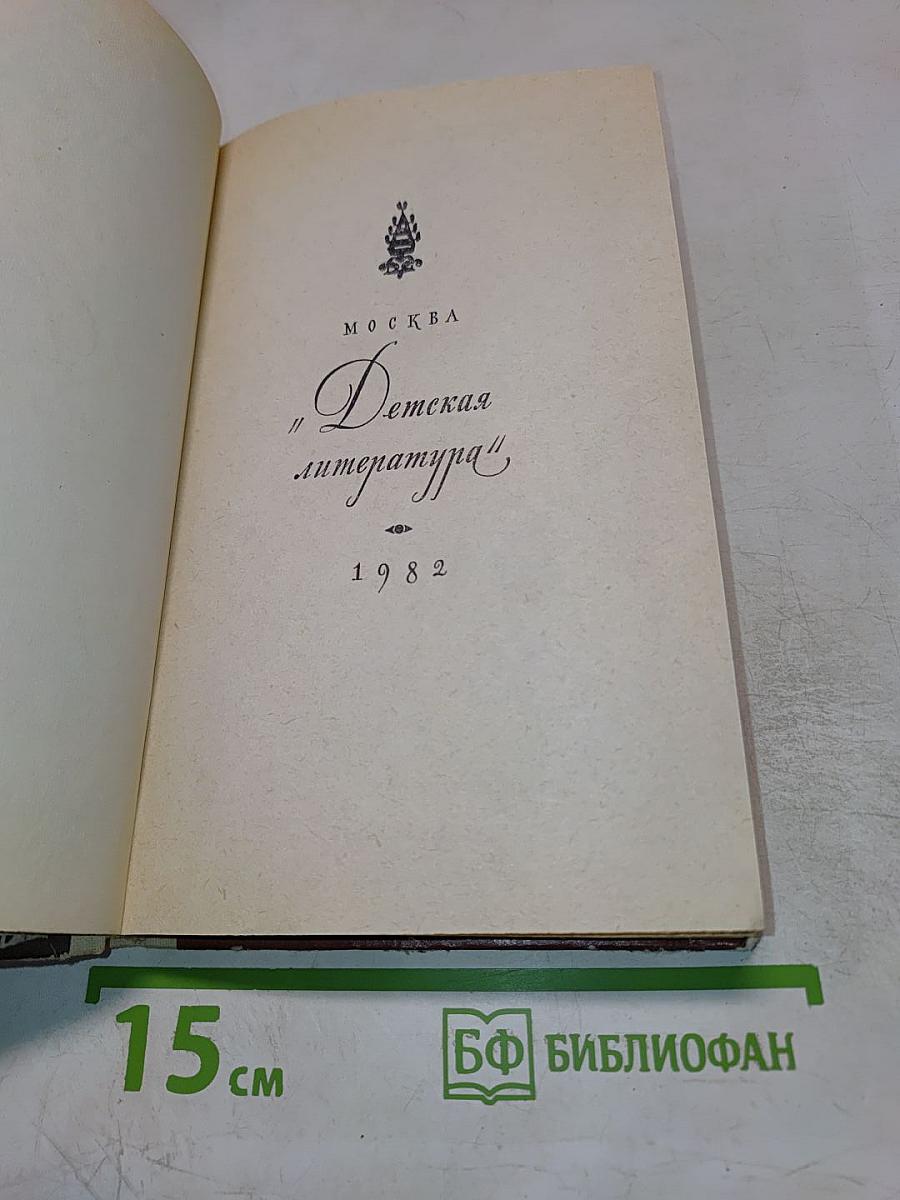 МОСКВА
„Детская
литература"
1982
15 см
БФ БИБЛИОФАН